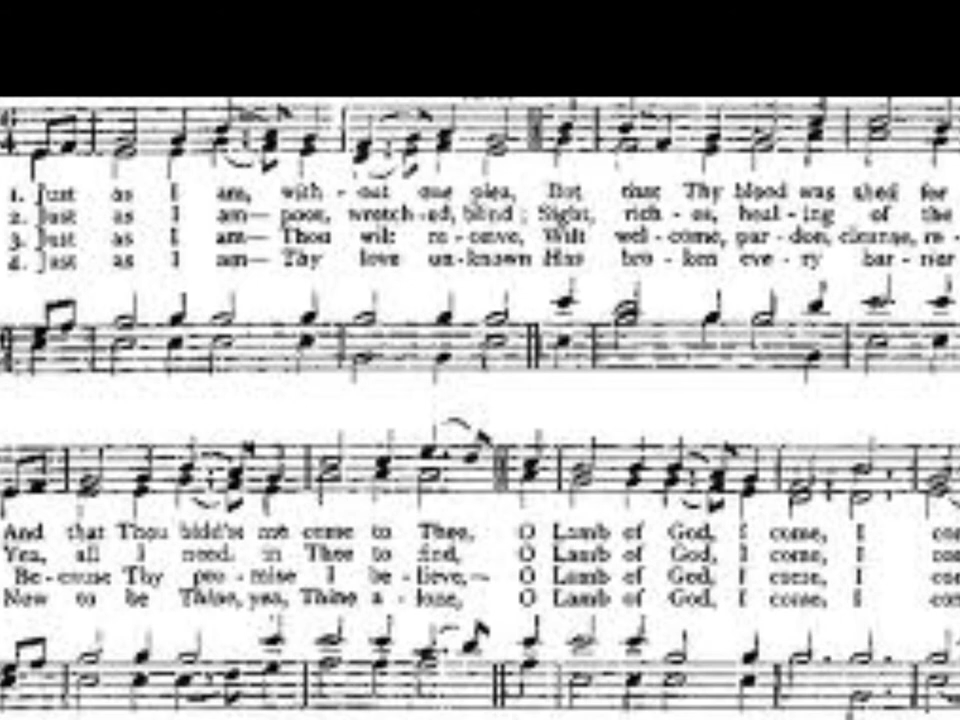 1. Just as I am, with - out one plea, But that Thy blood was shed for
2. Just as I am— poor, wretch - ed, blind ; Sight, rich - es, heal - ing of the
3. Just as I am— Thou wilt re - ceive, Wilt wel - come, par - don, cleanse, re -
4. Just as I am— Thy love un - known Has bro - ken eve - ry bar - rier
And that Thou bidd'st me come to Thee, O Lamb of God, I come, I
Yea, all I need, in Thee to find, O Lamb of God, I come, I
Be - cause Thy pro - mise I be - lieve,— O Lamb of God, I come, I
Now to be Thine, yea, Thine a - lone, O Lamb of God, I come, I